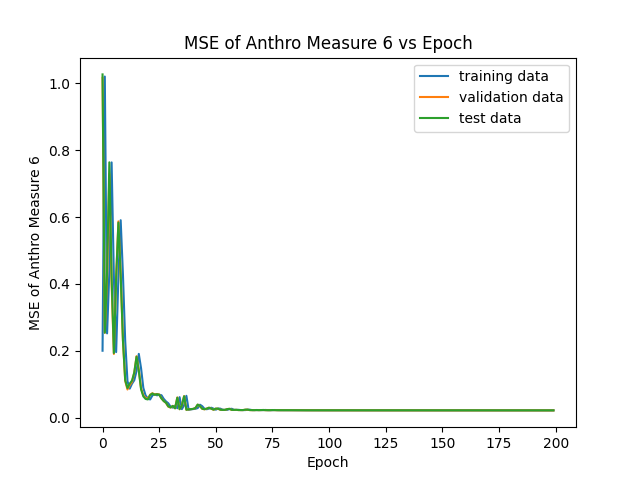 MSE of Anthro Measure 6 vs Epoch
training data
validation data
test data
MSE of Anthro Measure 6
1.0
0.8
0.6
0.4
0.2
0.0
0 25 50 75 100 125 150 175 200
Epoch